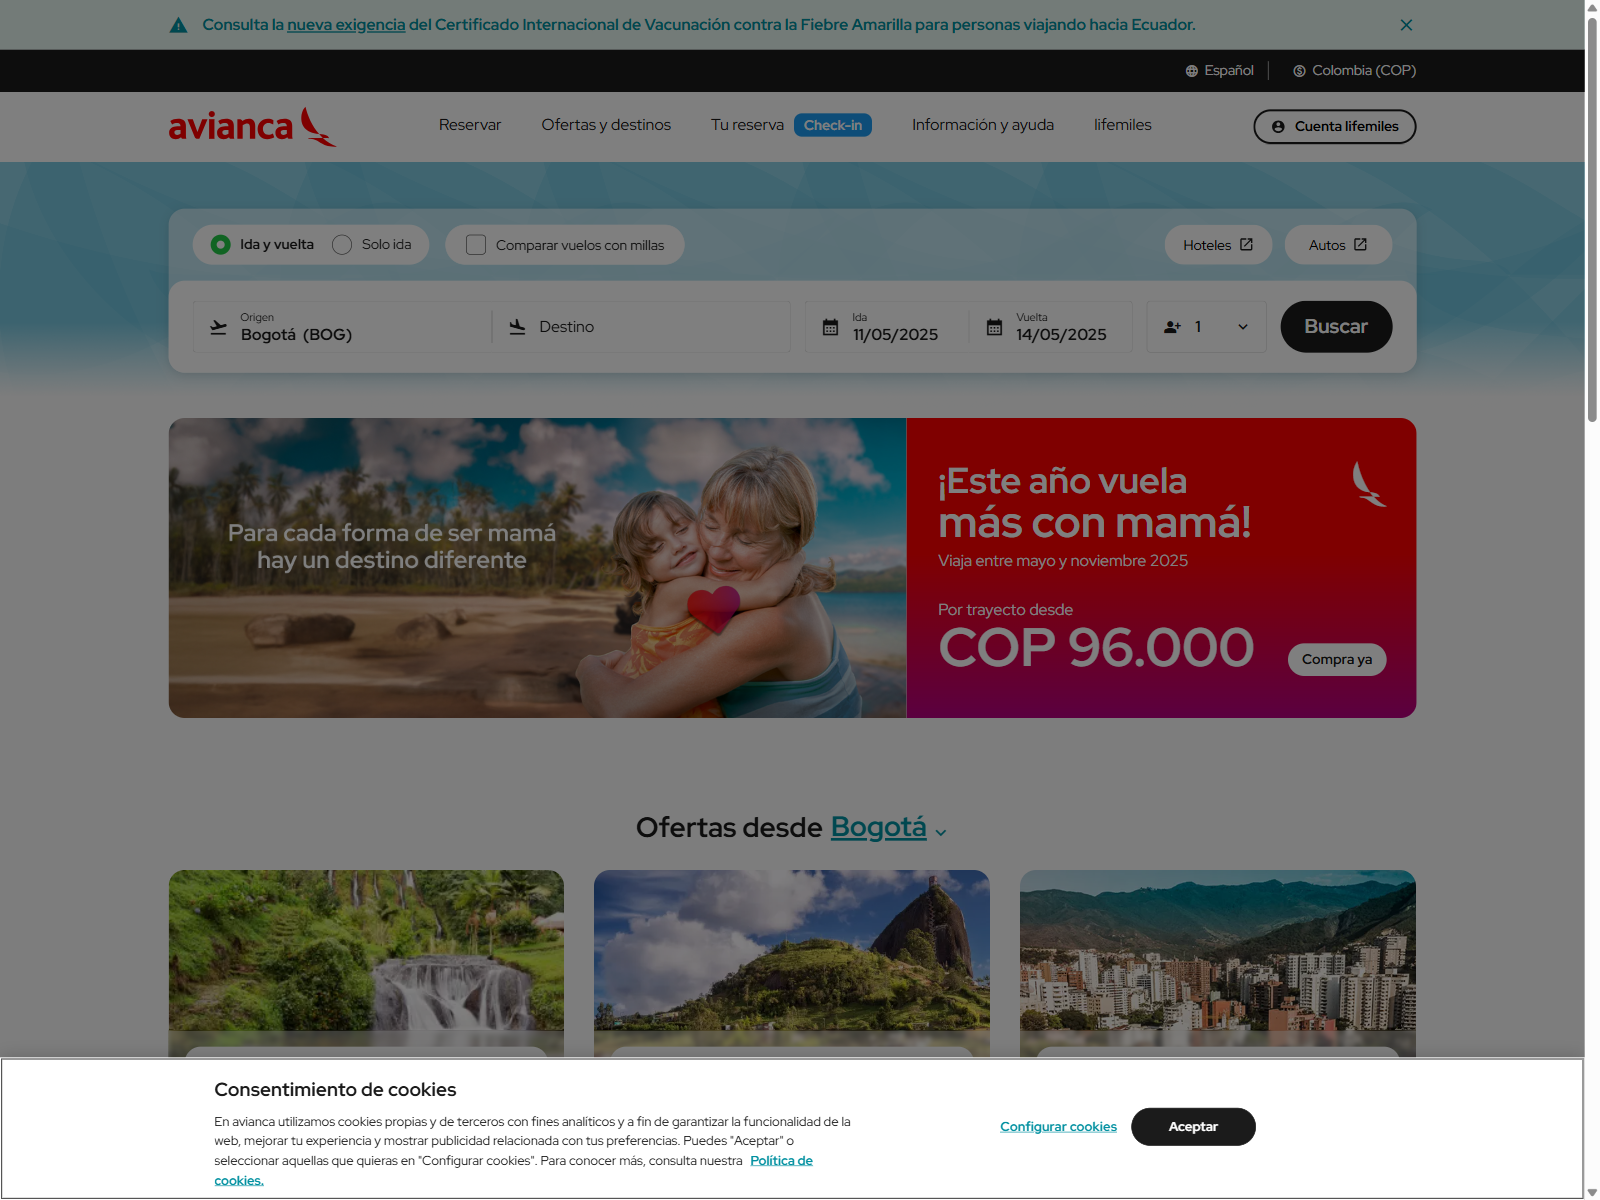 Consulta la nueva exigencia del Certificado Internacional de Vacunación contra la Fiebre Amarilla para personas viajando hacia Ecuador.
Español
Colombia (COP)
avianca
Reservar
Ofertas y destinos
Tu reserva
Check-in
Información y ayuda
lifemiles
Cuenta lifemiles
Ida y vuelta
Solo ida
Comparar vuelos con millas
Hoteles
Autos
Origen
Bogotá (BOG)
Destino
Ida
11/05/2025
Vuelta
14/05/2025
1
Buscar
Para cada forma de ser mamá
hay un destino diferente
¡Este año vuela
más con mamá!
Viaja entre mayo y noviembre 2025
Por trayecto desde
COP 96.000
Compra ya
Ofertas desde Bogotá
Consentimiento de cookies
En avianca utilizamos cookies propias y de terceros con fines analíticos y a fin de garantizar la funcionalidad de la
web, mejorar tu experiencia y mostrar publicidad relacionada con tus preferencias. Puedes "Aceptar" o
seleccionar aquellas que quieras en "Configurar cookies". Para conocer más, consulta nuestra Política de
cookies.
Configurar cookies
Aceptar